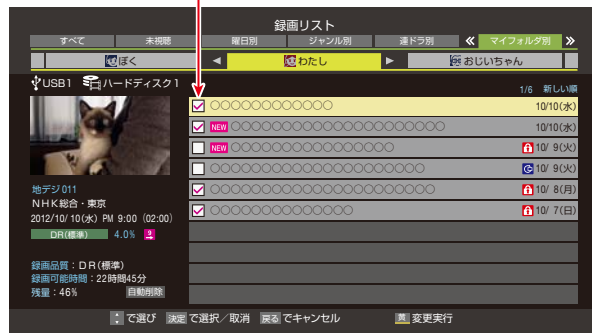 録画リスト
すべて 未視聴 曜日別 ジャンル別 連ドラ別 ≪ マイフォルダ別 ≫
ぼく ◀ わたし ▶ おじいちゃん
USB1 ハードディスク1
1/6 新しい順
○○○○○○○○○○○○ 10/10(水)
NEW ○○○○○○○○○○○○○○○○○○○○○ 10/10(水)
NEW ○○○○○○○○○○○○○○○○ 10/ 9(火)
○○○○○○○○○○○○○○○○○○○○○ 10/ 9(火)
○○○○○○○○○○○○○○○○○○○○○○ 10/ 8(月)
○○○○○○○○○○○○○○ 10/ 7(日)
地デジ011
NHK総合・東京
2012/10/10(水) PM 9:00 (02:00)
DR(標準) 4.0%
録画品質：DR(標準)
録画可能時間：22時間45分
残量：46% 自動削除
で選び 決定 で選択／取消 戻る でキャンセル 黄 変更実行